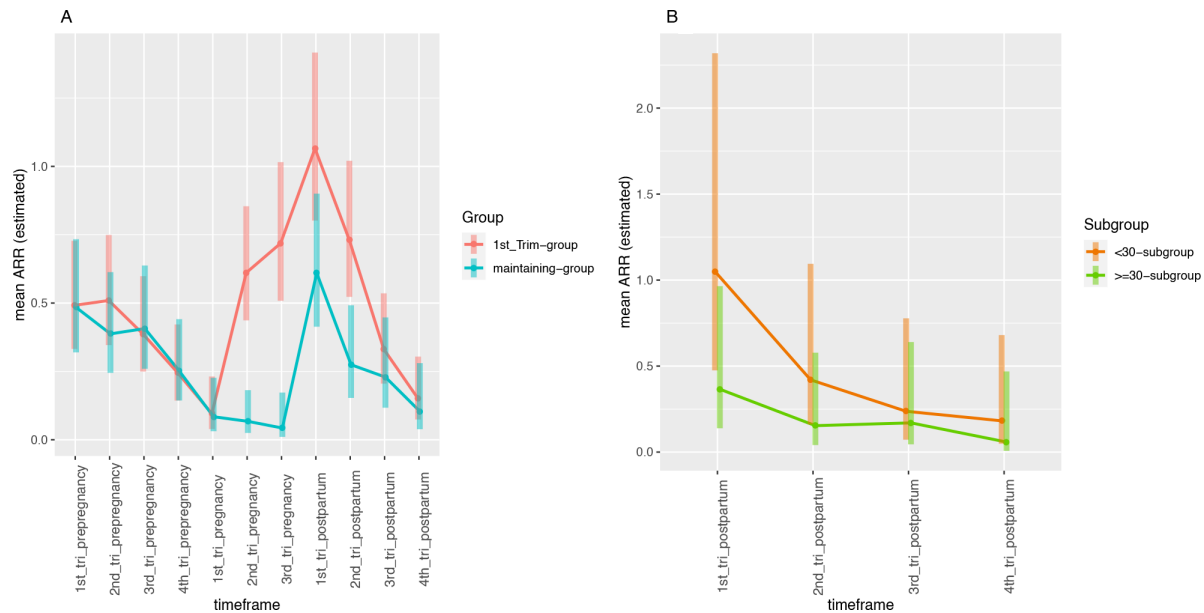 A
mean ARR (estimated)
1.0
0.5
0.0
1st_tri_prepregnancy
2nd_tri_prepregnancy
3rd_tri_prepregnancy
4th_tri_prepregnancy
1st_tri_pregnancy
2nd_tri_pregnancy
3rd_tri_pregnancy
1st_tri_postpartum
2nd_tri_postpartum
3rd_tri_postpartum
4th_tri_postpartum
timeframe
Group
1st_Trim-group
maintaining-group
B
mean ARR (estimated)
2.0
1.5
1.0
0.5
0.0
1st_tri_postpartum
2nd_tri_postpartum
3rd_tri_postpartum
4th_tri_postpartum
timeframe
Subgroup
<30-subgroup
>=30-subgroup